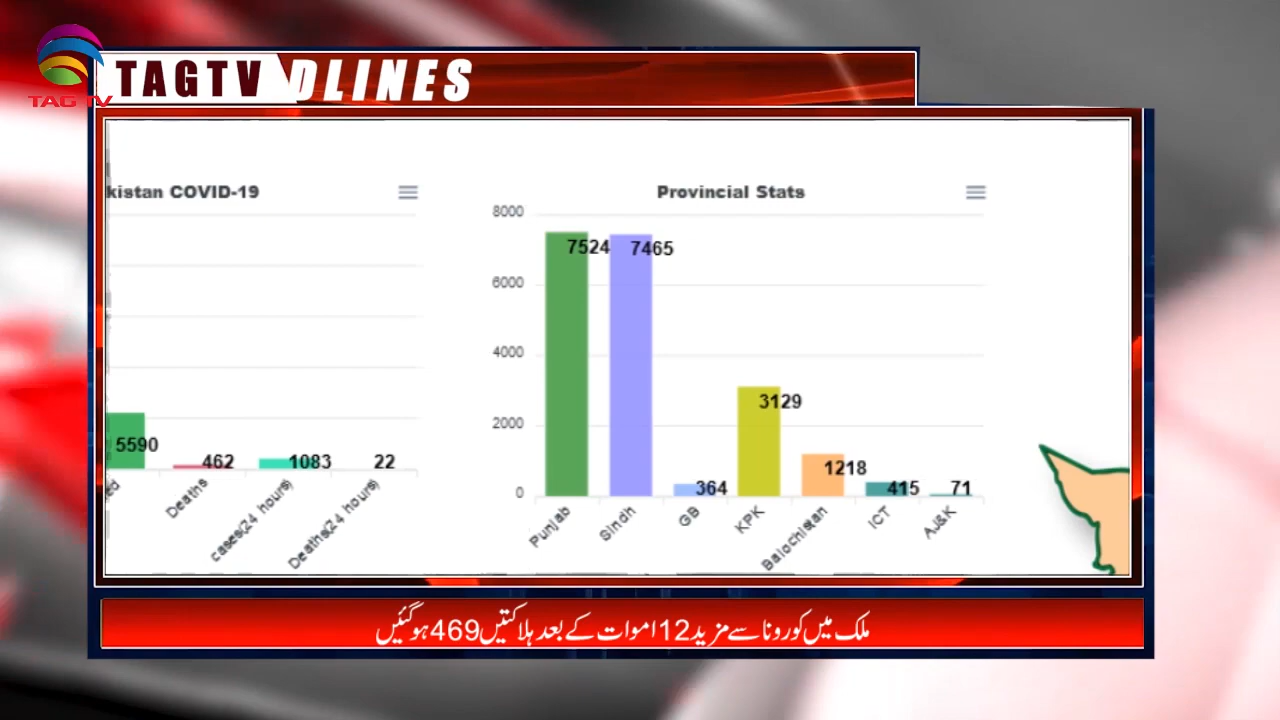 TAG TV
TAGTV DLINES
kistan COVID-19
5590
462
1083
22
ed
Deaths
cases(24 hours)
Deaths(24 hours)
Provincial Stats
8000
6000
4000
2000
0
7524
7465
364
3129
1218
415
71
Punjab
Sindh
GB
KPK
Balochistan
ICT
AJ&K
ملک میں کورونا سے مزید 12 اموات کے بعد ہلاکتیں 469 ہوگئیں